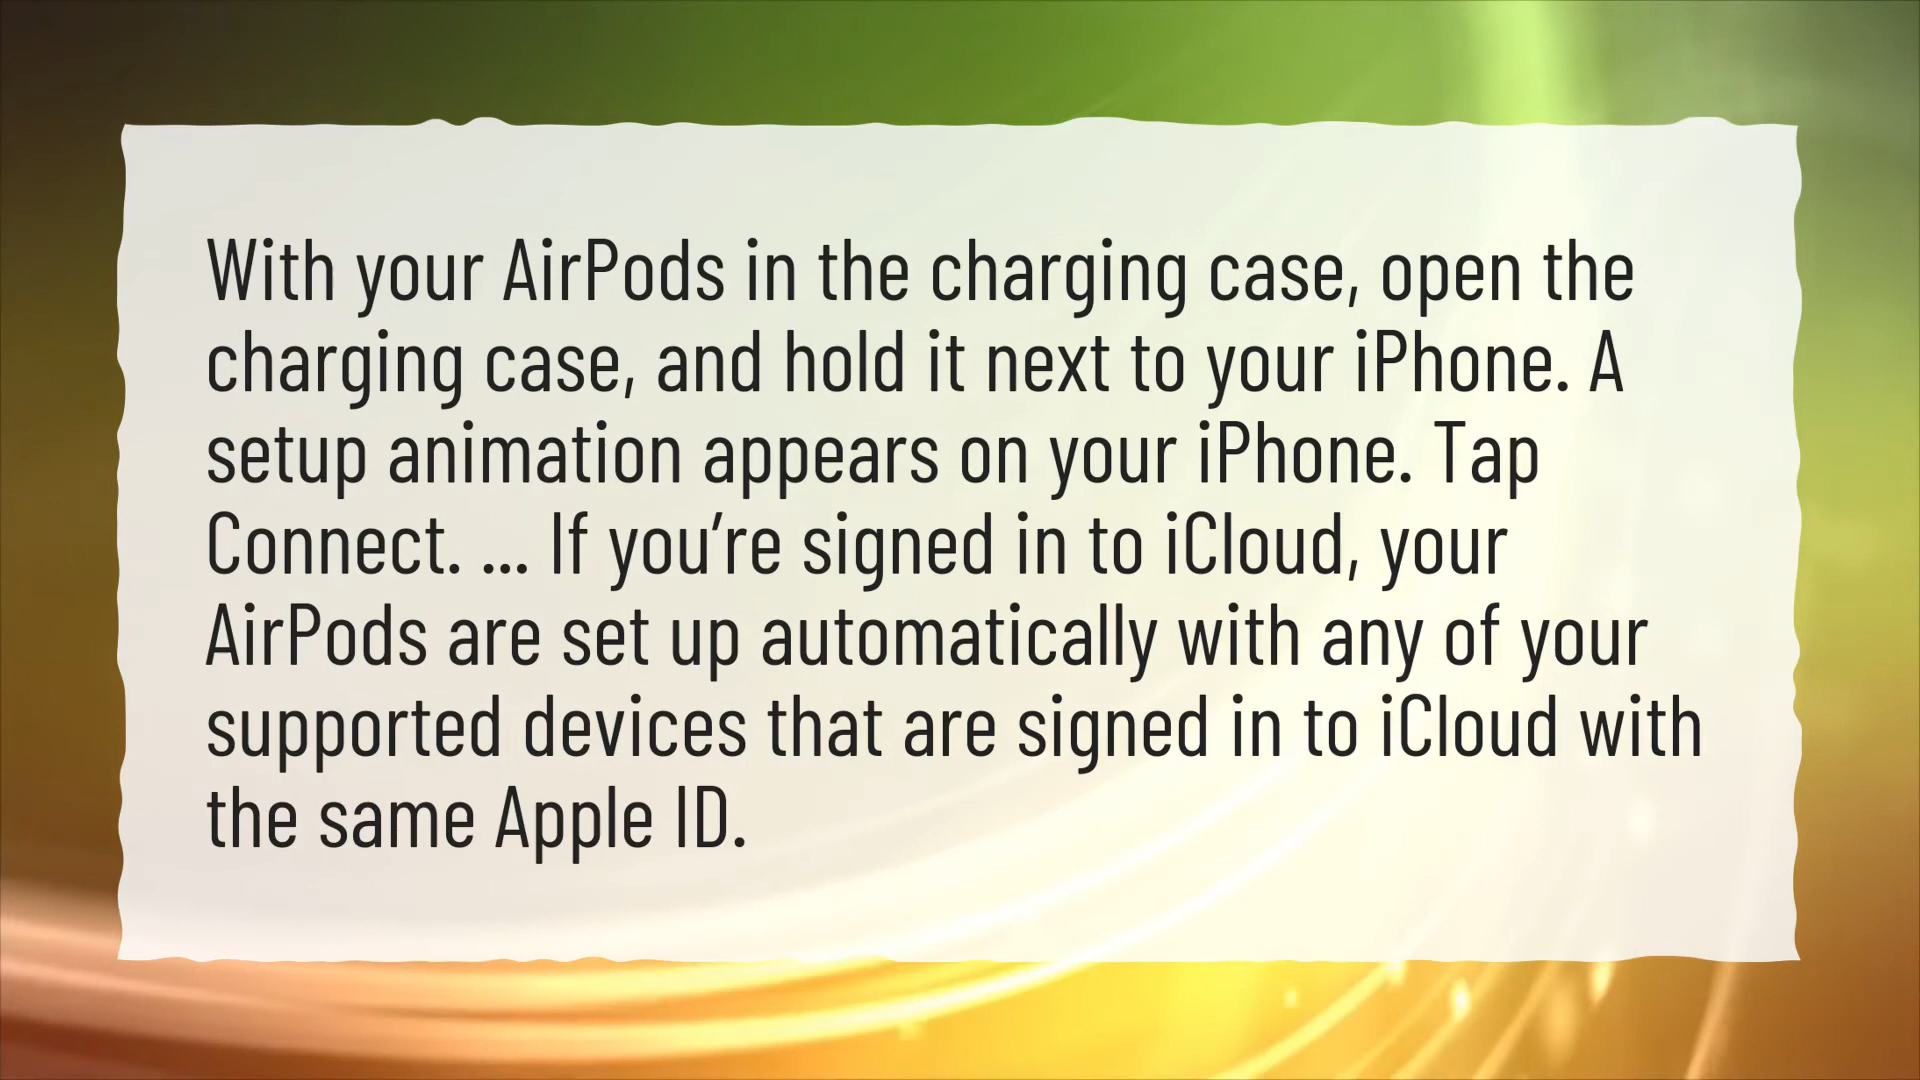 With your AirPods in the charging case, open the
charging case, and hold it next to your iPhone. A
setup animation appears on your iPhone. Tap
Connect. ... If you’re signed in to iCloud, your
AirPods are set up automatically with any of your
supported devices that are signed in to iCloud with
the same Apple ID.